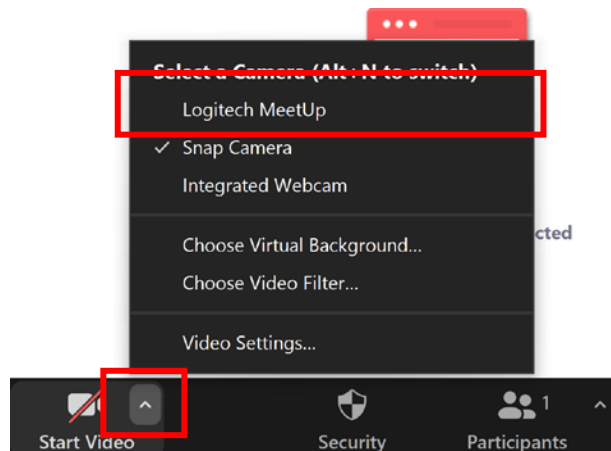 Select a Camera (Alt+N to switch)
Logitech MeetUp
✓ Snap Camera
Integrated Webcam
cted
Choose Virtual Background...
Choose Video Filter...
Video Settings...
1
Start Video
Security
Participants